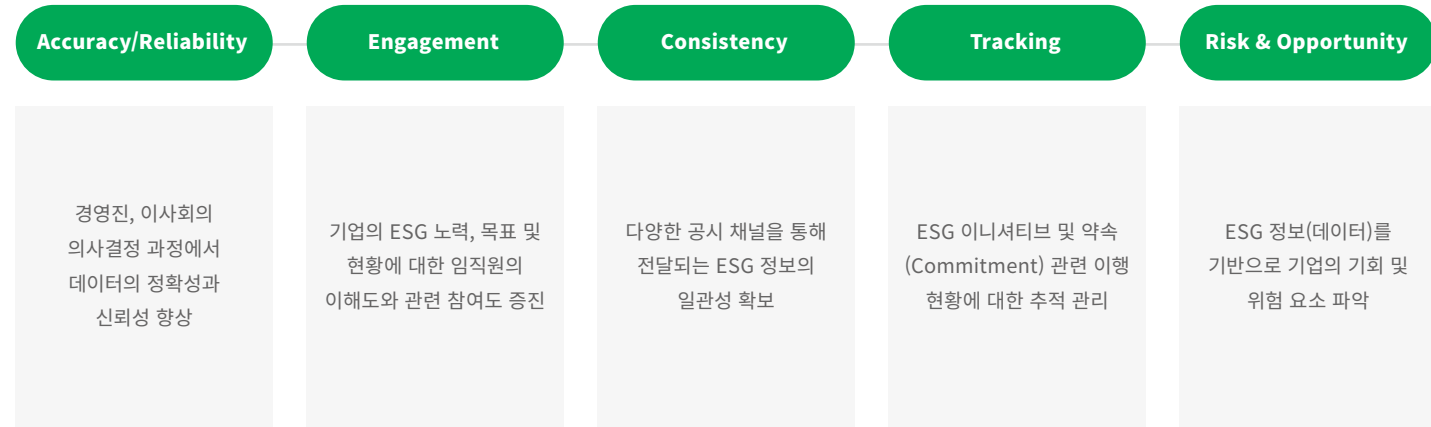 Accuracy/Reliability
경영진, 이사회의
의사결정 과정에서
데이터의 정확성과
신뢰성 향상
Engagement
기업의 ESG 노력, 목표 및
현황에 대한 임직원의
이해도와 관련 참여도 증진
Consistency
다양한 공시 채널을 통해
전달되는 ESG 정보의
일관성 확보
Tracking
ESG 이니셔티브 및 약속
(Commitment) 관련 이행
현황에 대한 추적 관리
Risk & Opportunity
ESG 정보(데이터)를
기반으로 기업의 기회 및
위험 요소 파악